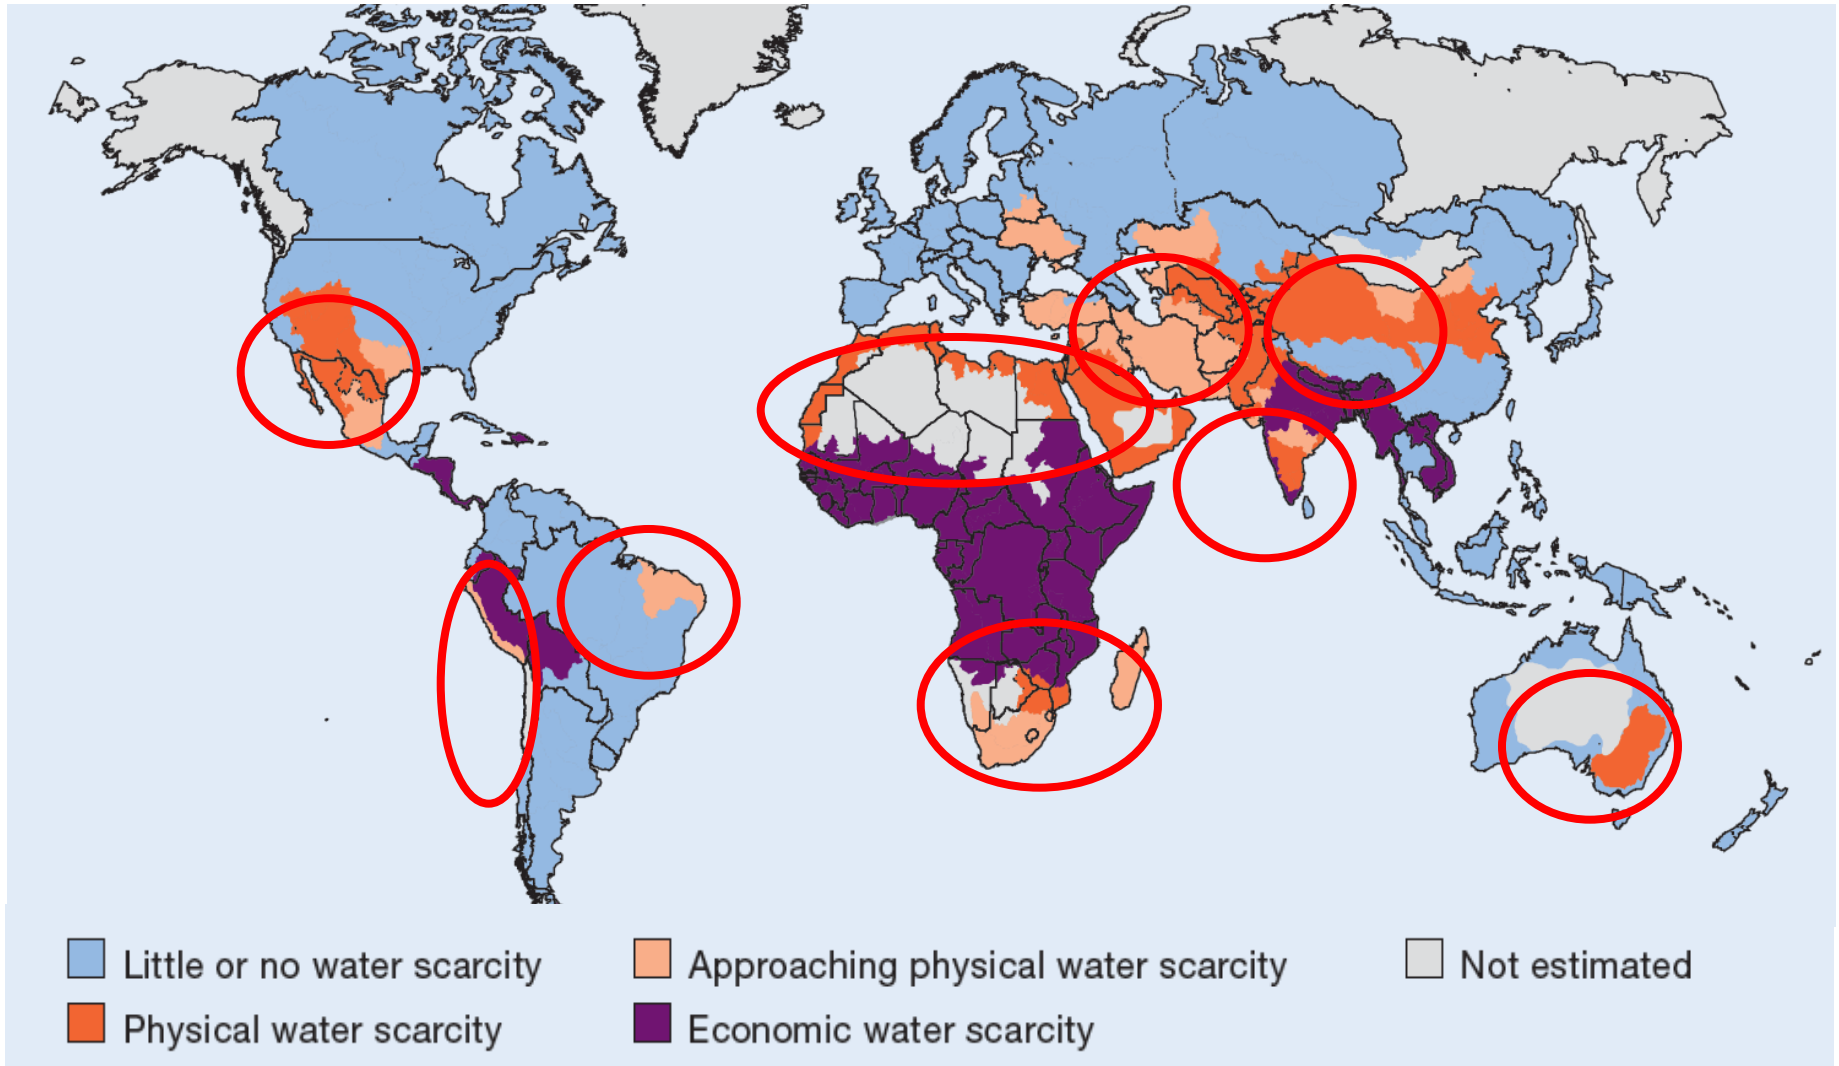 Little or no water scarcity
Approaching physical water scarcity
Not estimated
Physical water scarcity
Economic water scarcity